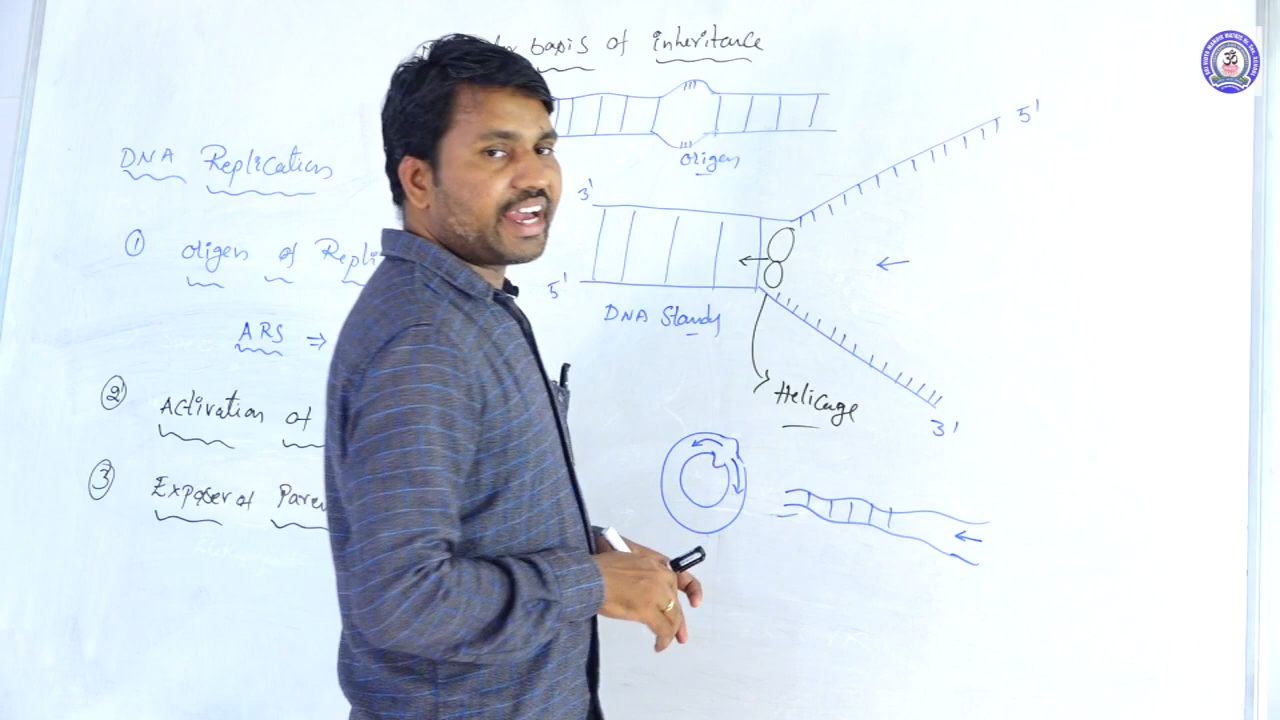 basis of inheritance
origen
5'
DNA Replication
3'
① origen of Repli
5'
DNA Standy
ARS ⇒
② Activation of
Helicage
3'
③ Exposer of Paren